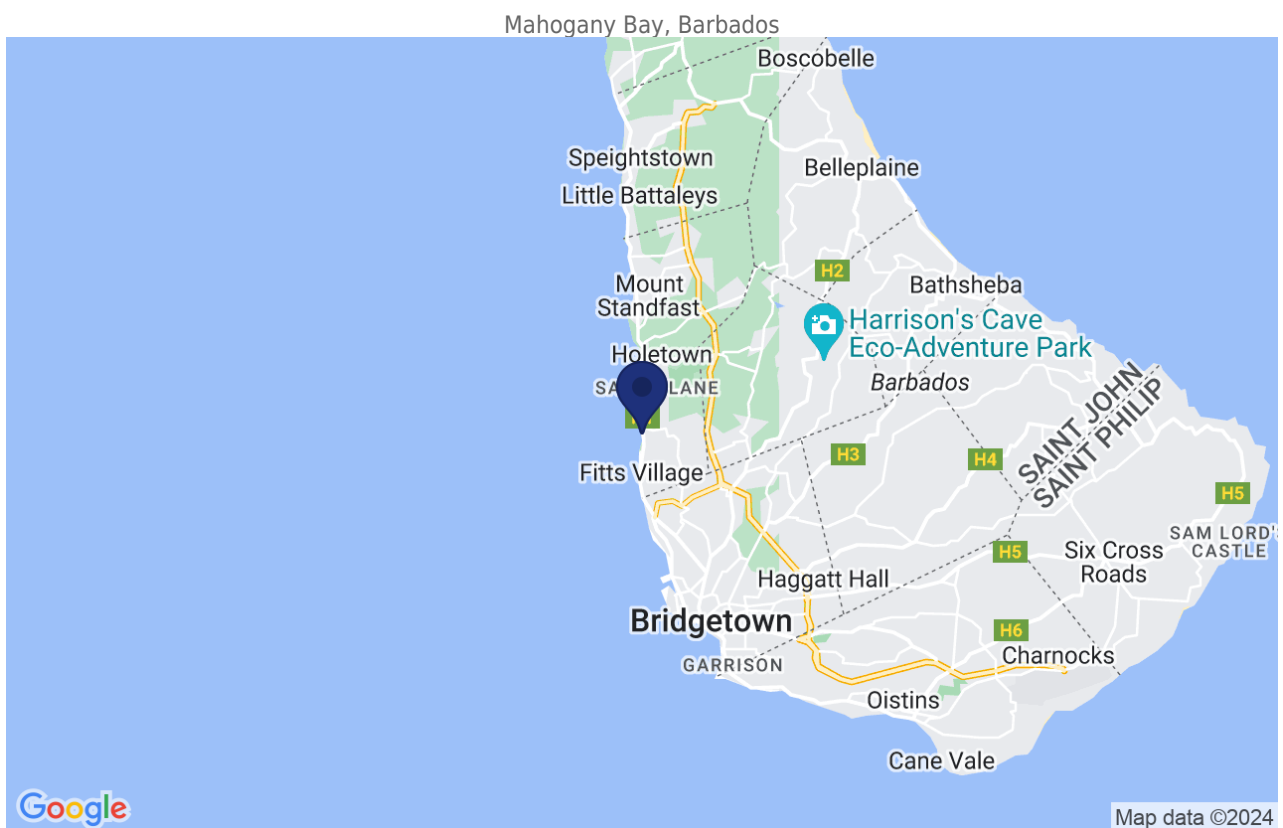 Mahogany Bay, Barbados
Boscobelle
Speightstown
Belleplaine
Little Battaleys
H2
Mount
Standfast
Bathsheba
Harrison's Cave
Eco-Adventure Park
Holetown
Barbados
LANE
SAINT JOHN
SAINT PHILIP
H3
H4
Fitts Village
H5
SAM LORD'S
CASTLE
H5
Six Cross
Roads
Haggatt Hall
Bridgetown
H6
GARRISON
Charnocks
Oistins
Cane Vale
Google
Map data ©2024